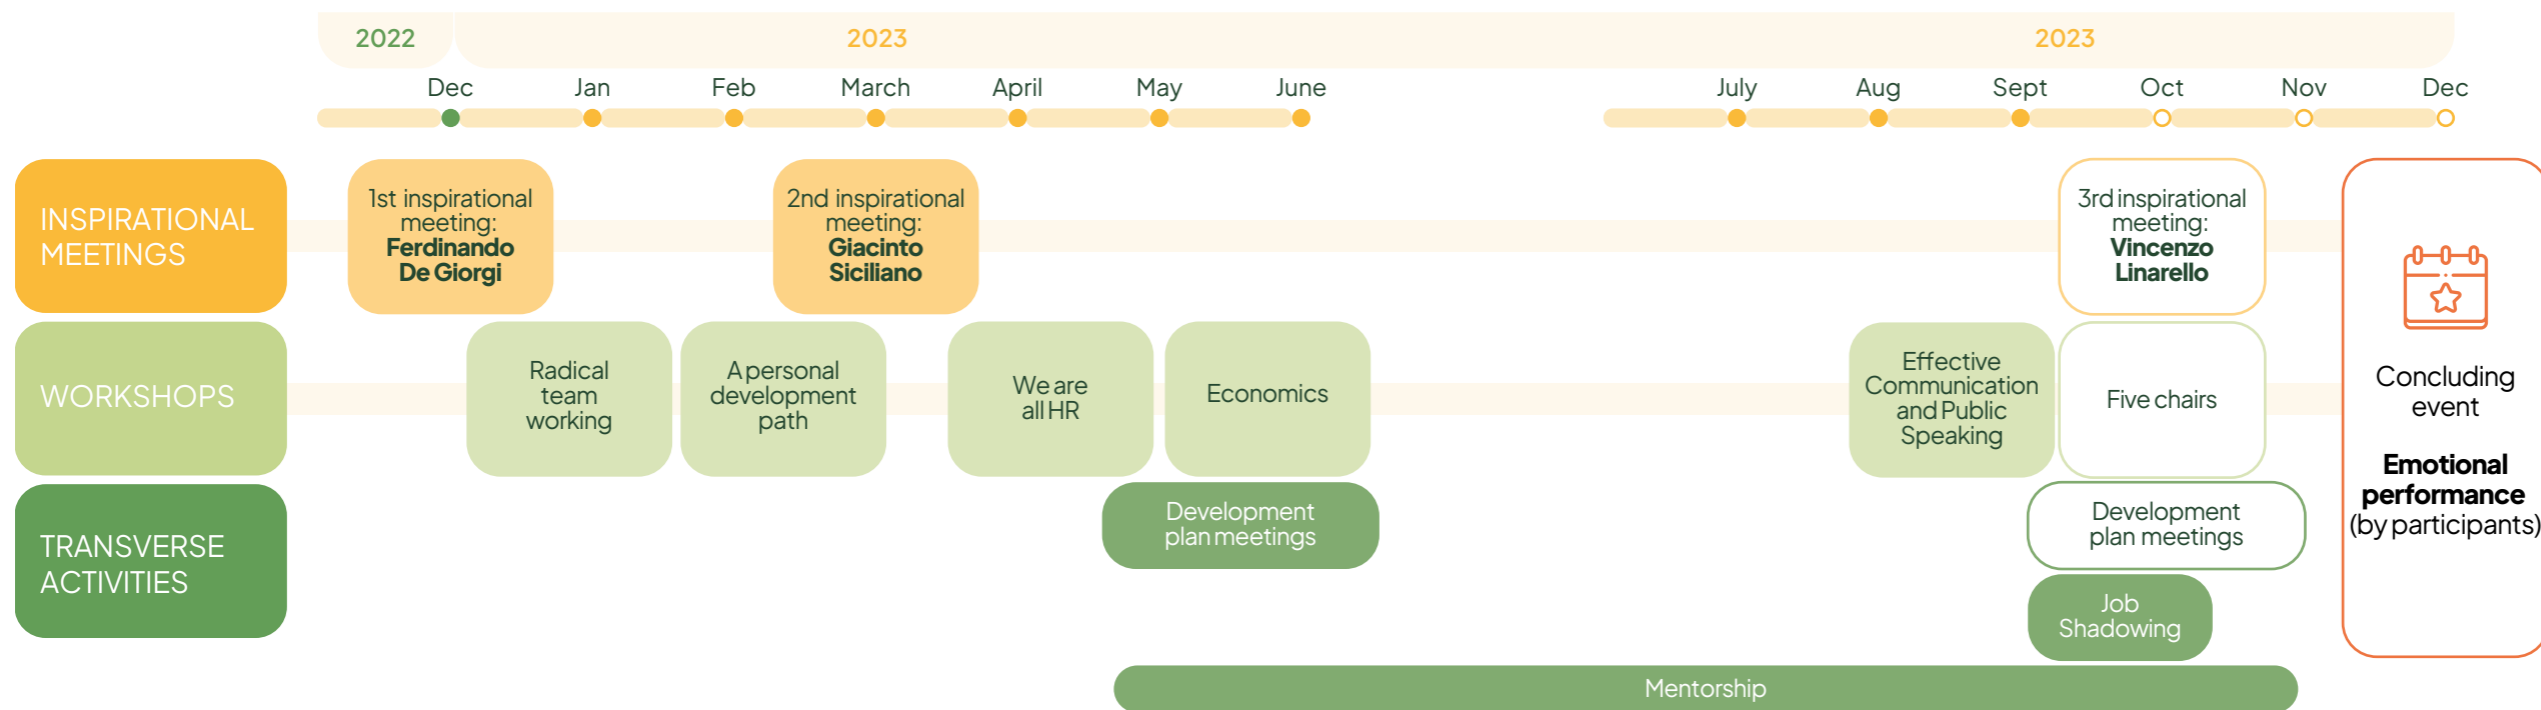 2022
2023
2023
Dec
Jan
Feb
March
April
May
June
July
Aug
Sept
Oct
Nov
Dec
INSPIRATIONAL
MEETINGS
1st inspirational
meeting:
Ferdinando
De Giorgi
2nd inspirational
meeting:
Giacinto
Siciliano
3rd inspirational
meeting:
Vincenzo
Linarello
WORKSHOPS
Radical
team
working
A personal
development
path
We are
all HR
Economics
Effective
Communication
and Public
Speaking
Five chairs
Concluding
event
Emotional
performance
(by participants)
TRANSVERSE
ACTIVITIES
Development
plan meetings
Development
plan meetings
Job
Shadowing
Mentorship